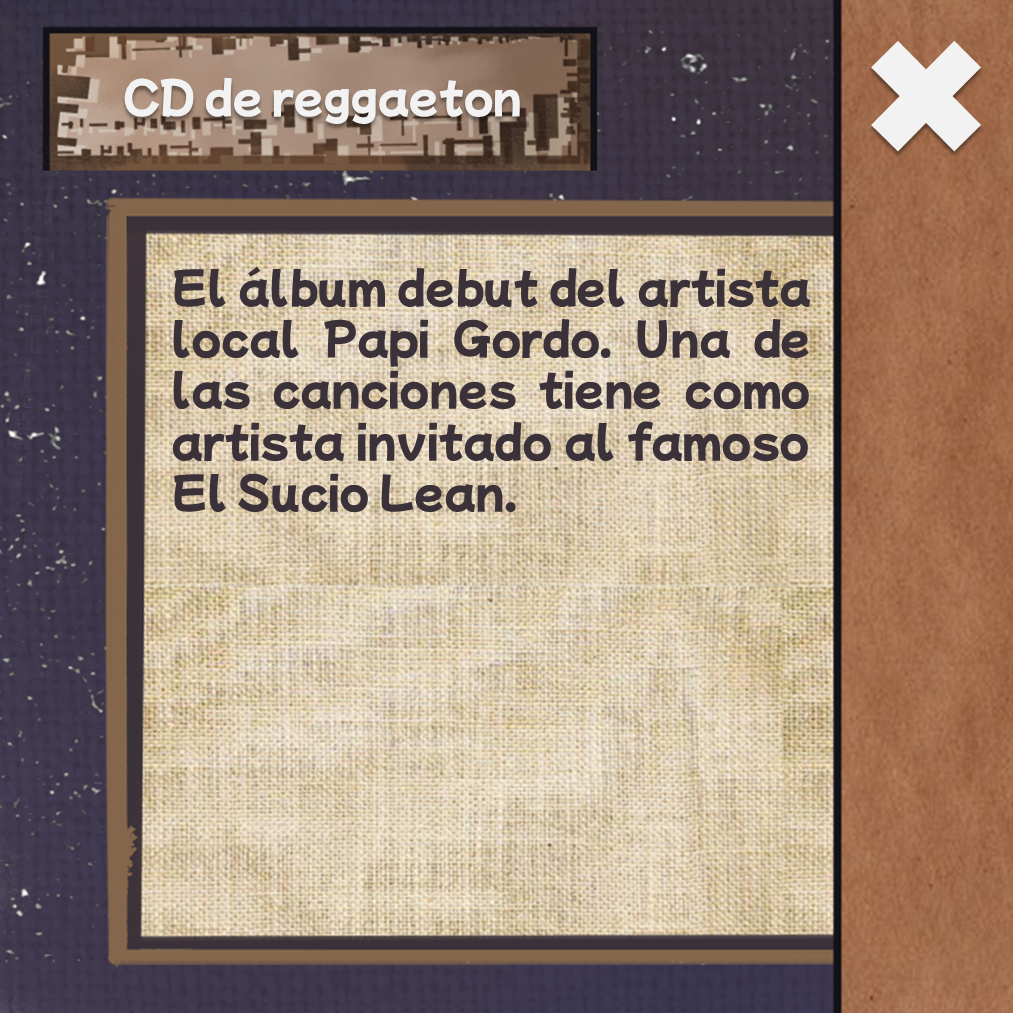 CD de reggaeton
El álbum debut del artista
local Papi Gordo. Una de
las canciones tiene como
artista invitado al famoso
El Sucio Lean.